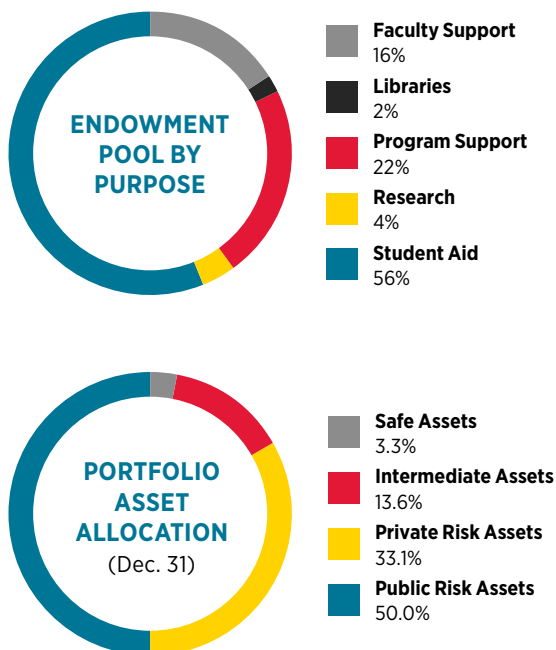 ENDOWMENT
POOL BY
PURPOSE
Faculty Support
16%
Libraries
2%
Program Support
22%
Research
4%
Student Aid
56%
PORTFOLIO
ASSET
ALLOCATION
(Dec. 31)
Safe Assets
3.3%
Intermediate Assets
13.6%
Private Risk Assets
33.1%
Public Risk Assets
50.0%